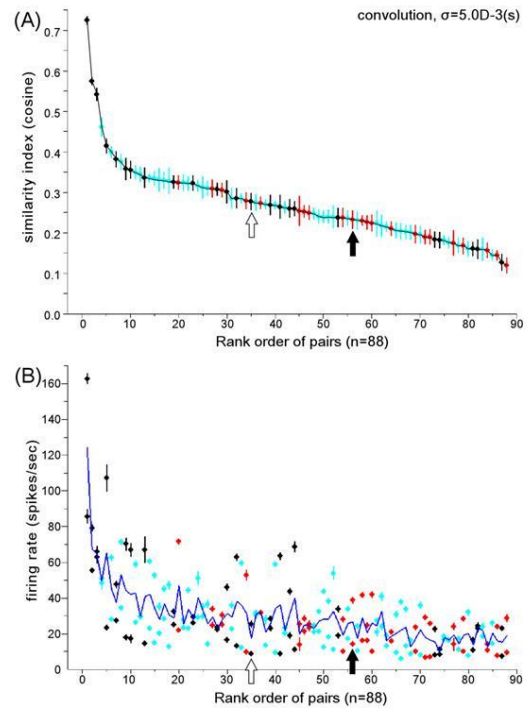 (A)
convolution, σ=5.0D-3(s)
similarity index (cosine)
0.7
0.6
0.5
0.4
0.3
0.2
0.1
0.0
0 10 20 30 40 50 60 70 80 90
Rank order of pairs (n=88)
(B)
firing rate (spikes/sec)
160
140
120
100
80
60
40
20
0
0 10 20 30 40 50 60 70 80 90
Rank order of pairs (n=88)